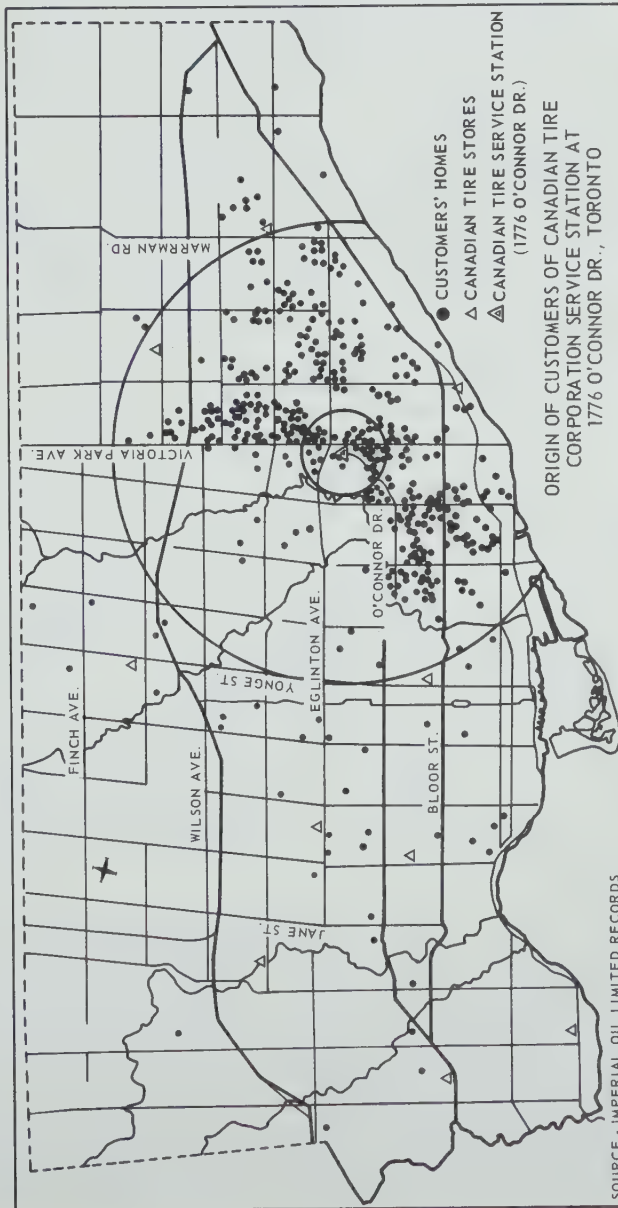 FINCH AVE.
WILSON AVE.
YONGE ST.
VICTORIA PARK AVE.
MARRMAN RD.
EGLINTON AVE.
O'CONNOR DR.
BLOOR ST.
JANE ST.
CUSTOMERS' HOMES
CANADIAN TIRE STORES
CANADIAN TIRE SERVICE STATION
(1776 O'CONNOR DR.)
ORIGIN OF CUSTOMERS OF CANADIAN TIRE
CORPORATION SERVICE STATION AT
1776 O'CONNOR DR., TORONTO
SOURCE - IMPERIAL OIL LIMITED RECORDS